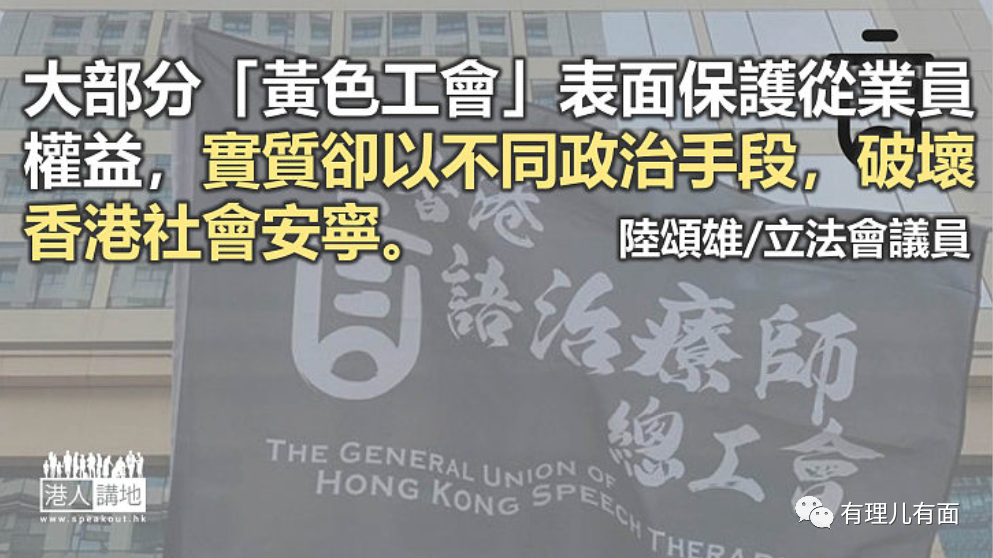 大部分「黃色工會」表面保護從業員
權益，實質卻以不同政治手段，破壞
香港社會安寧。
陸頌雄/立法會議員
香港
言語治療師
總工會
THE GENERAL UNION OF
HONG KONG SPEECH THERA
港人講地
www.speakout.hk
有理儿有面